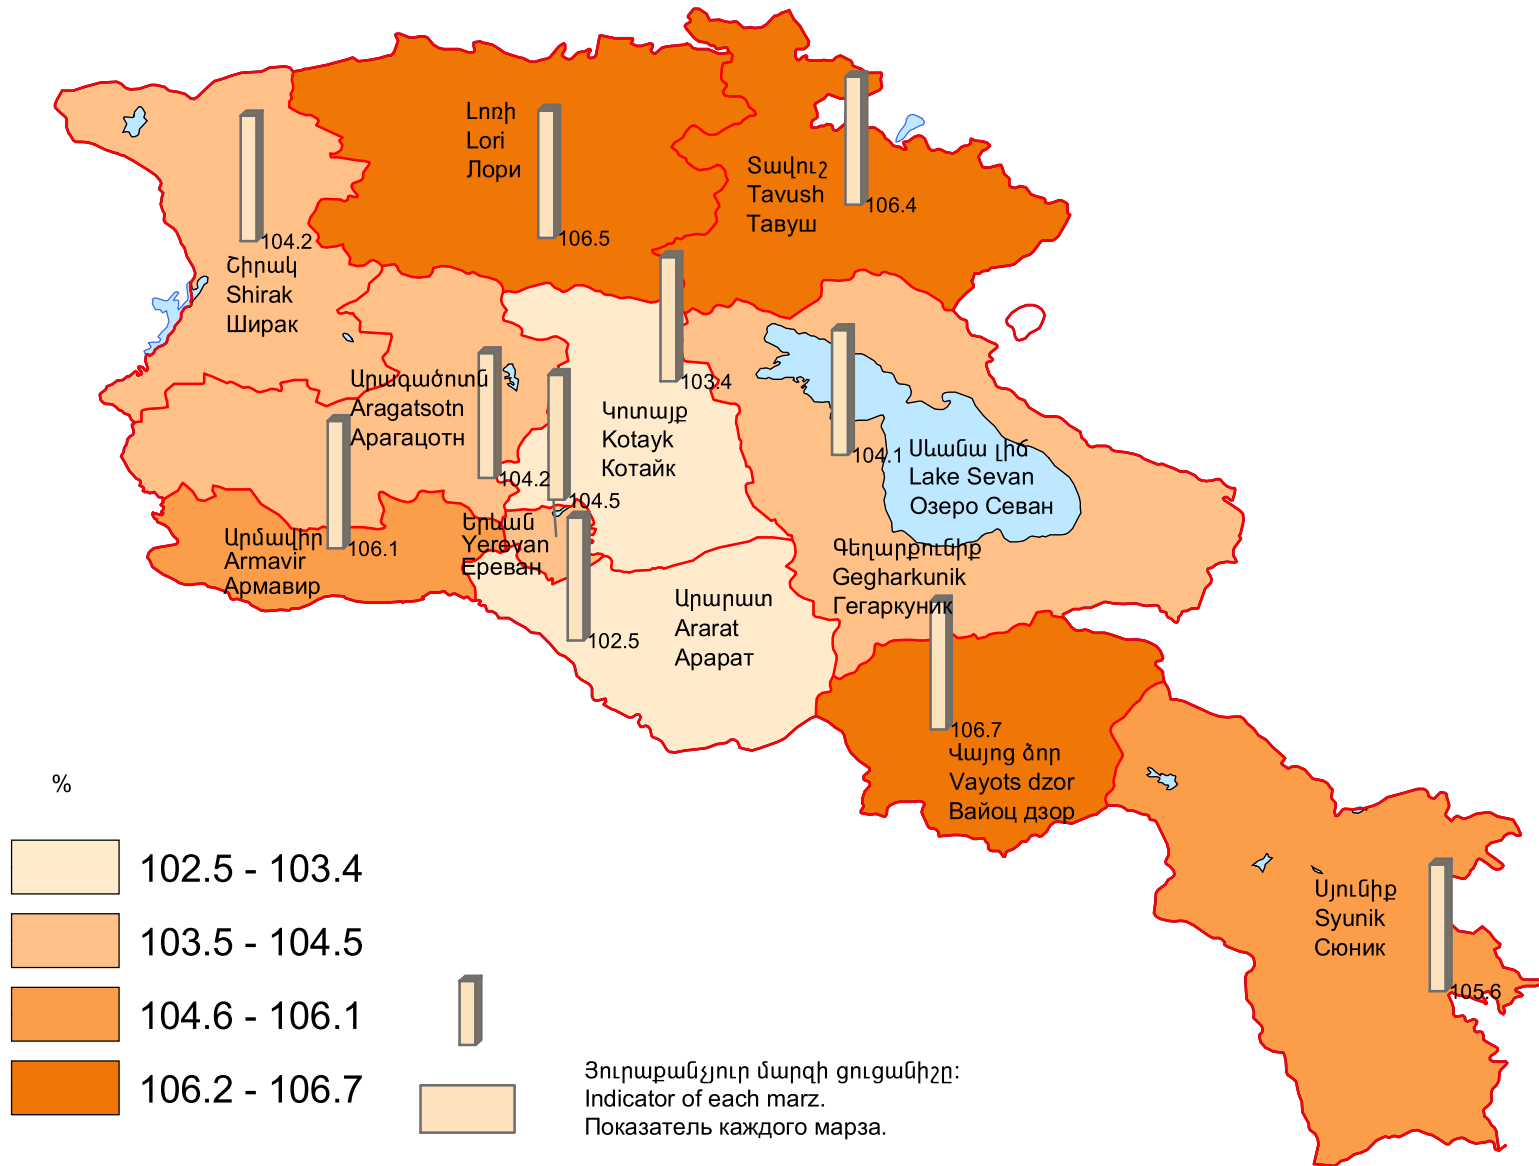 Լոռի
Lori
Лори
106.5
Տավուշ
Tavush
Тавуш
106.4
104.2
Շիրակ
Shirak
Ширак
103.4
Արագածոտն
Aragatsotn
Арагацотн
104.2
Կոտայք
Kotayk
Котайк
104.5
104.1
Սևանա լիճ
Lake Sevan
Озеро Севан
Երևան
Yerevan
Ереван
Արմավիր
Armavir
Армавир
106.1
Գեղարքունիք
Gegharkunik
Гегаркуник
102.5
Արարատ
Ararat
Арарат
106.7
Վայոց ձոր
Vayots dzor
Вайоц дзор
Սյունիք
Syunik
Сюник
105.6
%
102.5 - 103.4
103.5 - 104.5
104.6 - 106.1
106.2 - 106.7
Յուրաքանչյուր մարզի ցուցանիշը:
Indicator of each marz.
Показатель каждого марза.